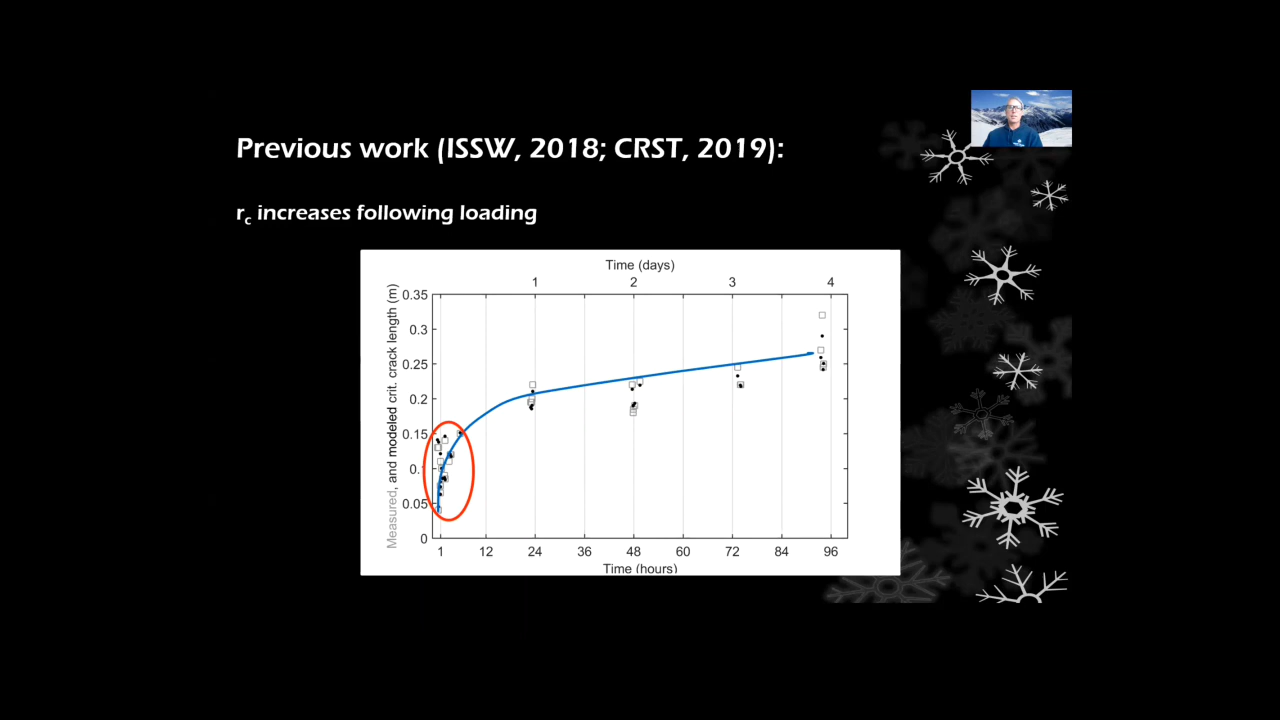 Previous work (ISSW, 2018; CRST, 2019):
r_c increases following loading
Time (days)
1 2 3 4
Measured, and modeled crit. crack length (m)
0.35
0.3
0.25
0.2
0.15
0.
0.05
0
1 12 24 36 48 60 72 84 96
Time (hours)